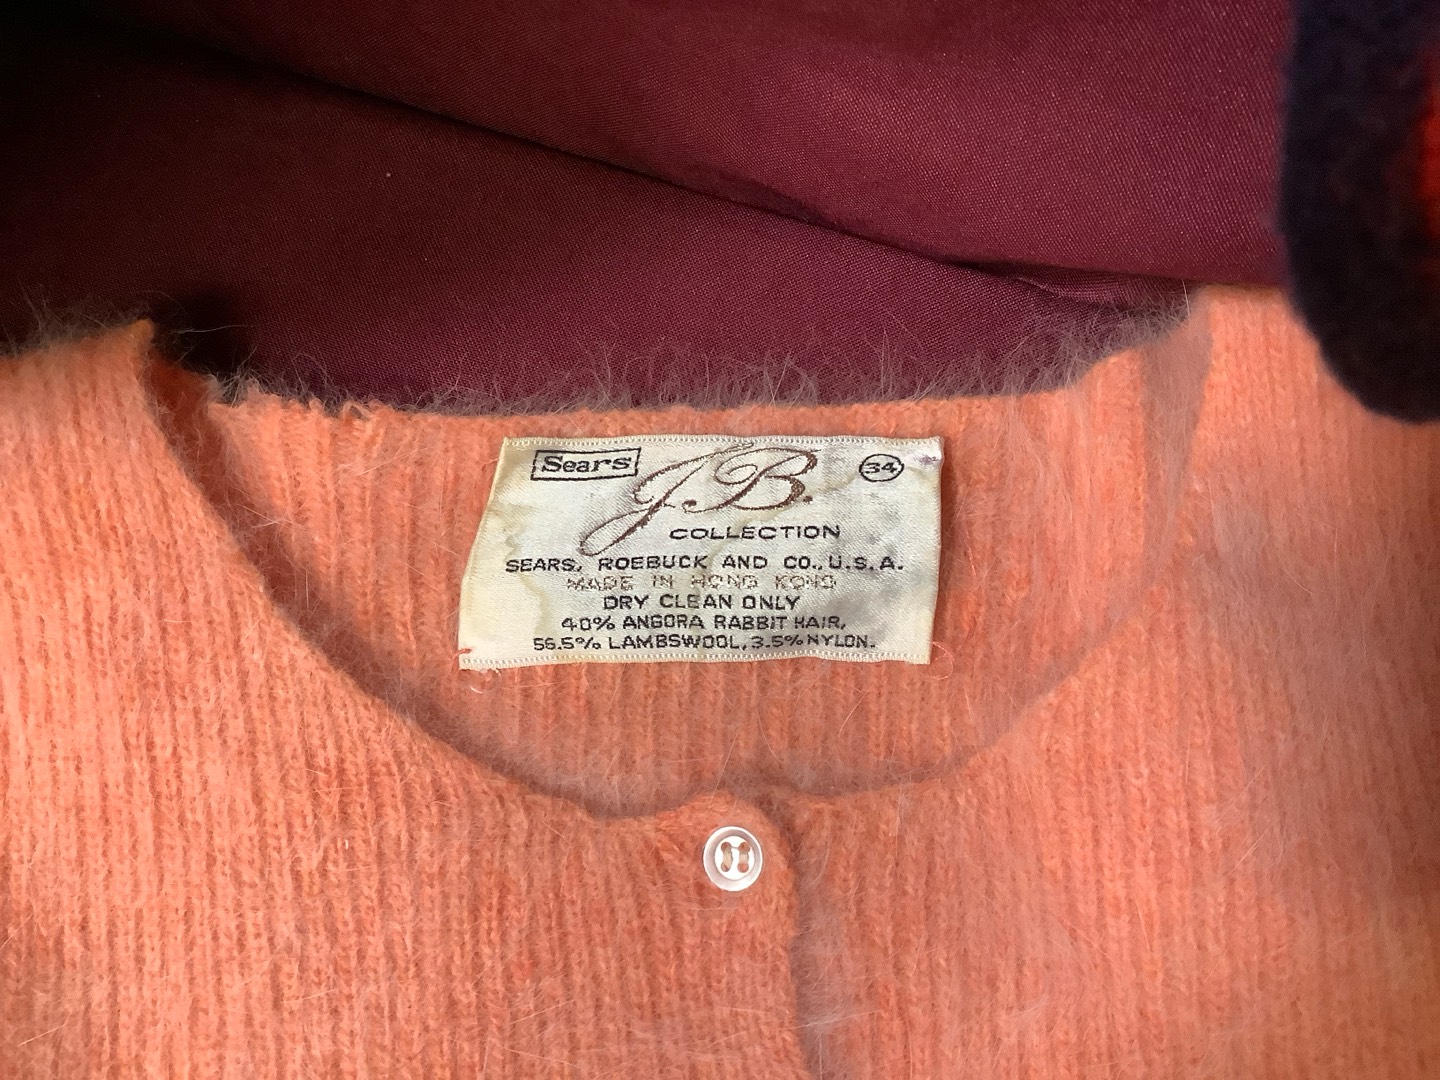 Sears J.B. 34
COLLECTION
SEARS, ROEBUCK AND CO., U.S.A.
MADE IN HONG KONG
DRY CLEAN ONLY
40% ANGORA RABBIT HAIR,
56.5% LAMBSWOOL, 3.5% NYLON.